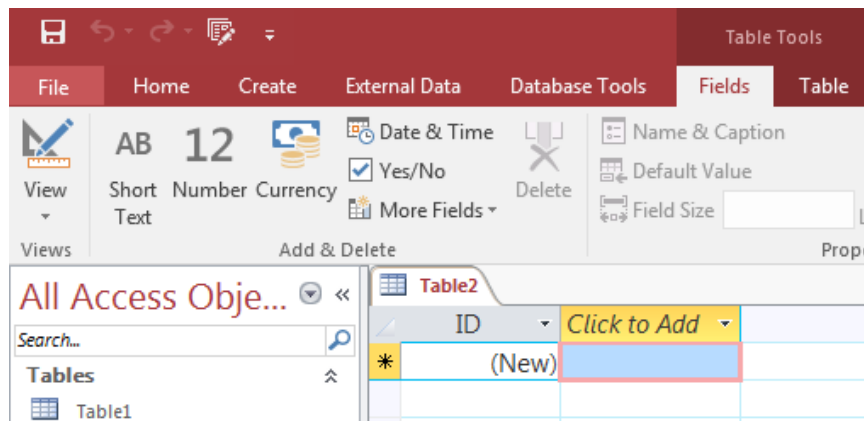 Table Tools
File Home Create External Data Database Tools Fields Table
AB 12 Date & Time Name & Caption
Yes/No Default Value
View Short Text Number Currency More Fields Delete Field Size
Views Add & Delete Prope
All Access Obje... « Table2
ID Click to Add
Search...
* (New)
Tables
Table1